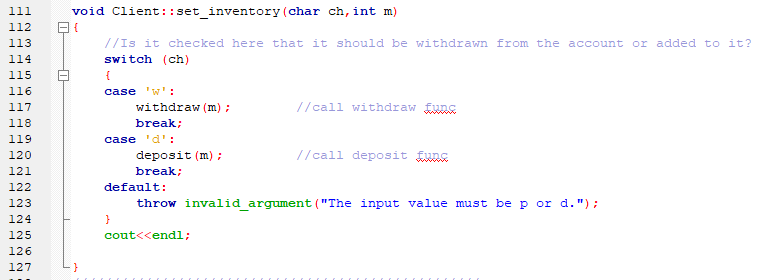 111 void Client::set_inventory(char ch,int m)
112 {
113 //Is it checked here that it should be withdrawn from the account or added to it?
114 switch (ch)
115 {
116 case 'w':
117 withdraw(m); //call withdraw func
118 break;
119 case 'd':
120 deposit(m); //call deposit func
121 break;
122 default:
123 throw invalid_argument("The input value must be p or d.");
124 }
125 cout<<endl;
126
127 }